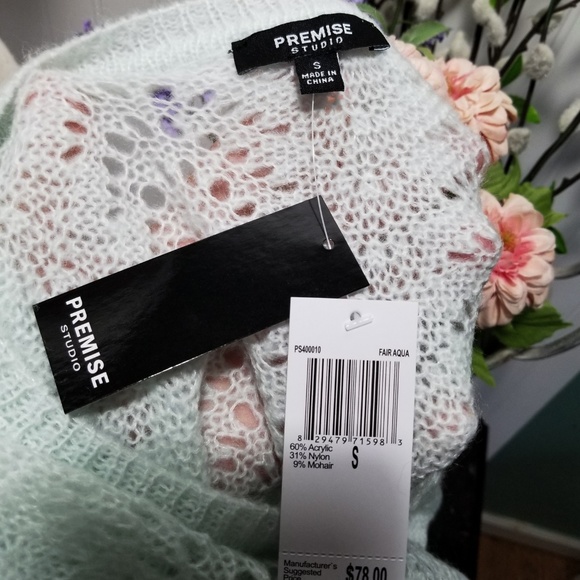 PREMISE
STUDIO
S
MADE IN
CHINA
PREMISE
STUDIO
PS400010 FAIR AQUA
8 29479 71598 3
60% Acrylic
31% Nylon
9% Mohair
S
Manufacturer's
Suggested
Price
$78.00